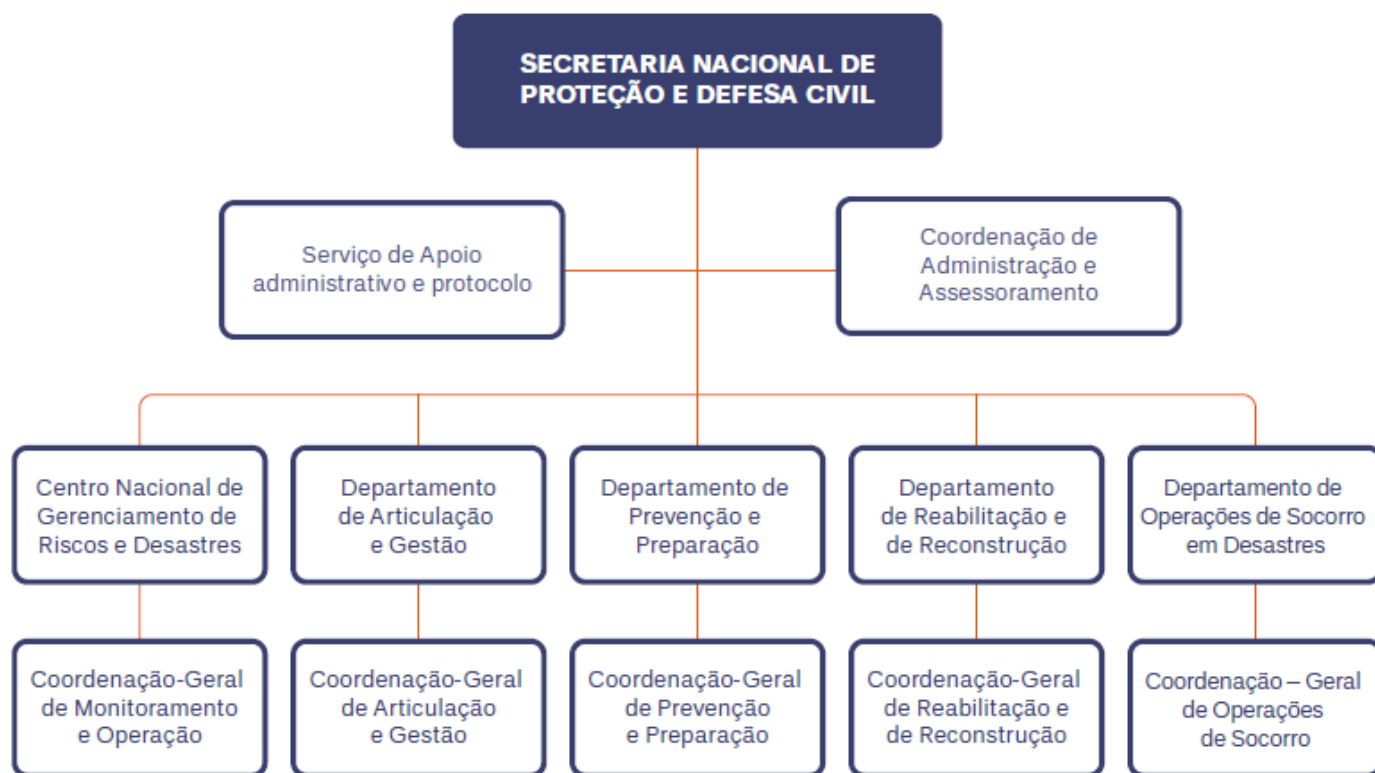 SECRETARIA NACIONAL DE
PROTEÇÃO E DEFESA CIVIL
Serviço de Apoio
administrativo e protocolo
Coordenação de
Administração e
Assessoramento
Centro Nacional de
Gerenciamento de
Riscos e Desastres
Departamento
de Articulação
e Gestão
Departamento de
Prevenção e
Preparação
Departamento
de Reabilitação e
de Reconstrução
Departamento de
Operações de Socorro
em Desastres
Coordenação-Geral
de Monitoramento
e Operação
Coordenação-Geral
de Articulação
e Gestão
Coordenação-Geral
de Prevenção
e Preparação
Coordenação-Geral
de Reabilitação e
de Reconstrução
Coordenação – Geral
de Operações
de Socorro